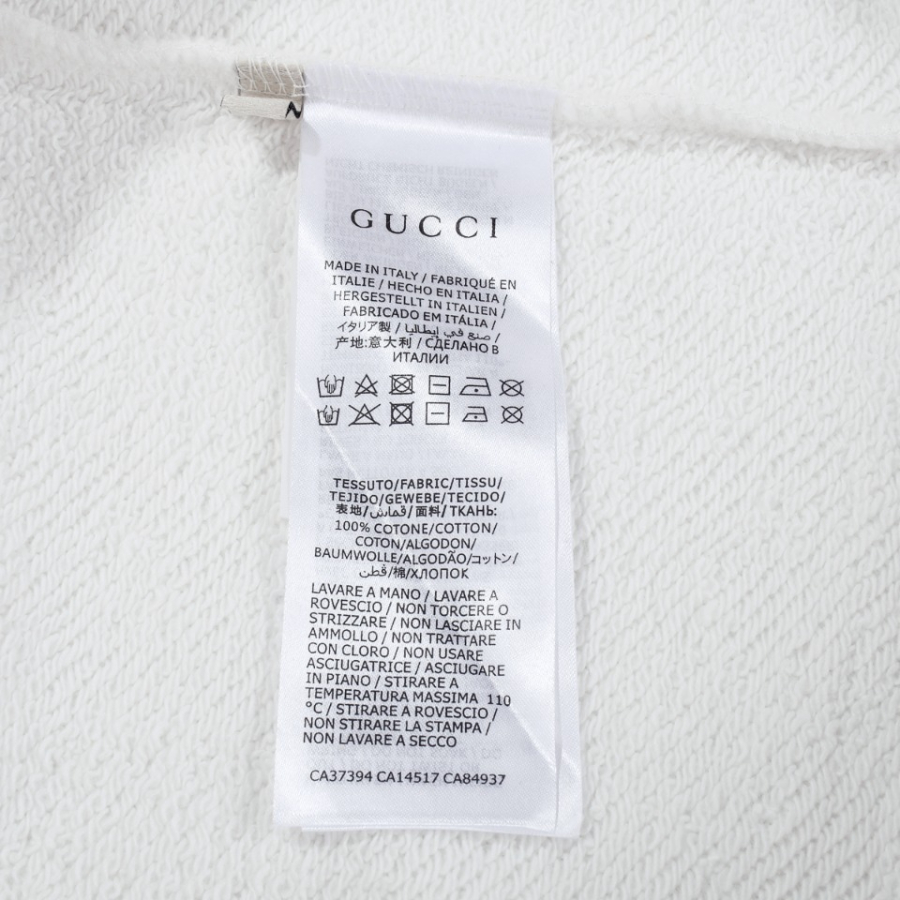 GUCCI
MADE IN ITALY / FABRIQUÉ EN
ITALIE / HECHO EN ITALIA /
HERGESTELLT IN ITALIEN /
FABRICADO EM ITÁLIA /
イタリア製 / صنع في إيطاليا /
产地:意大利 / СДЕЛАНО В
ИТАЛИИ
TESSUTO/FABRIC/TISSU/
TEJIDO/GEWEBE/TECIDO/
表地/قماش/面料/ТКАНЬ:
100% COTONE/COTTON/
COTON/ALGODON/
BAUMWOLLE/ALGODÃO/コットン/
قطن/棉/ХЛОПОК
LAVARE A MANO / LAVARE A
ROVESCIO / NON TORCERE O
STRIZZARE / NON LASCIARE IN
AMMOLLO / NON TRATTARE
CON CLORO / NON USARE
ASCIUGATRICE / ASCIUGARE
IN PIANO / STIRARE A
TEMPERATURA MASSIMA 110
°C / STIRARE A ROVESCIO /
NON STIRARE LA STAMPA /
NON LAVARE A SECCO
CA37394 CA14517 CA84937